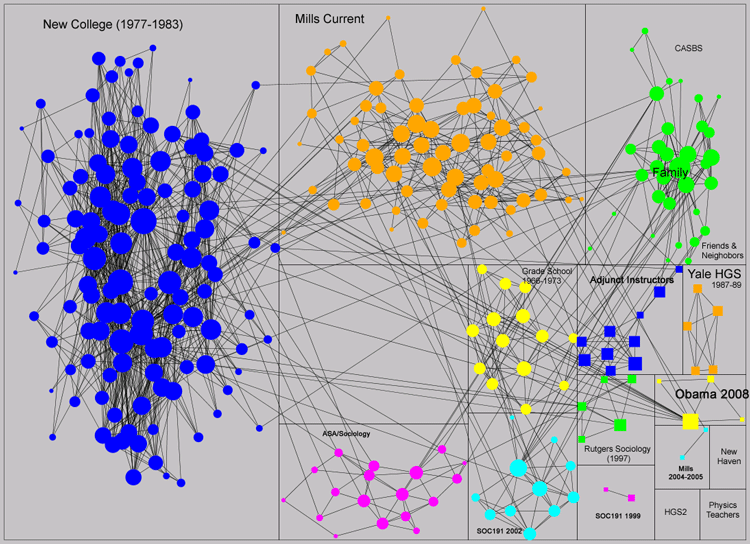 New College (1977-1983)
Mills Current
CASBS
Family
Friends &
Neighobors
Grade School
1966-1973
Adjunct Instructors
Yale HGS
1987-89
Obama 2008
ASA/Sociology
Rutgers Sociology
(1997)
Mills
2004-2005
New
Haven
SOC191 2002
SOC191 1999
HGS2
Physics
Teachers